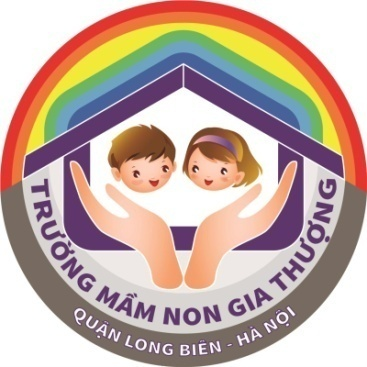 TRƯỜNG MẦM NON GIA THƯỢNG
QUẬN LONG BIÊN - HÀ NỘI